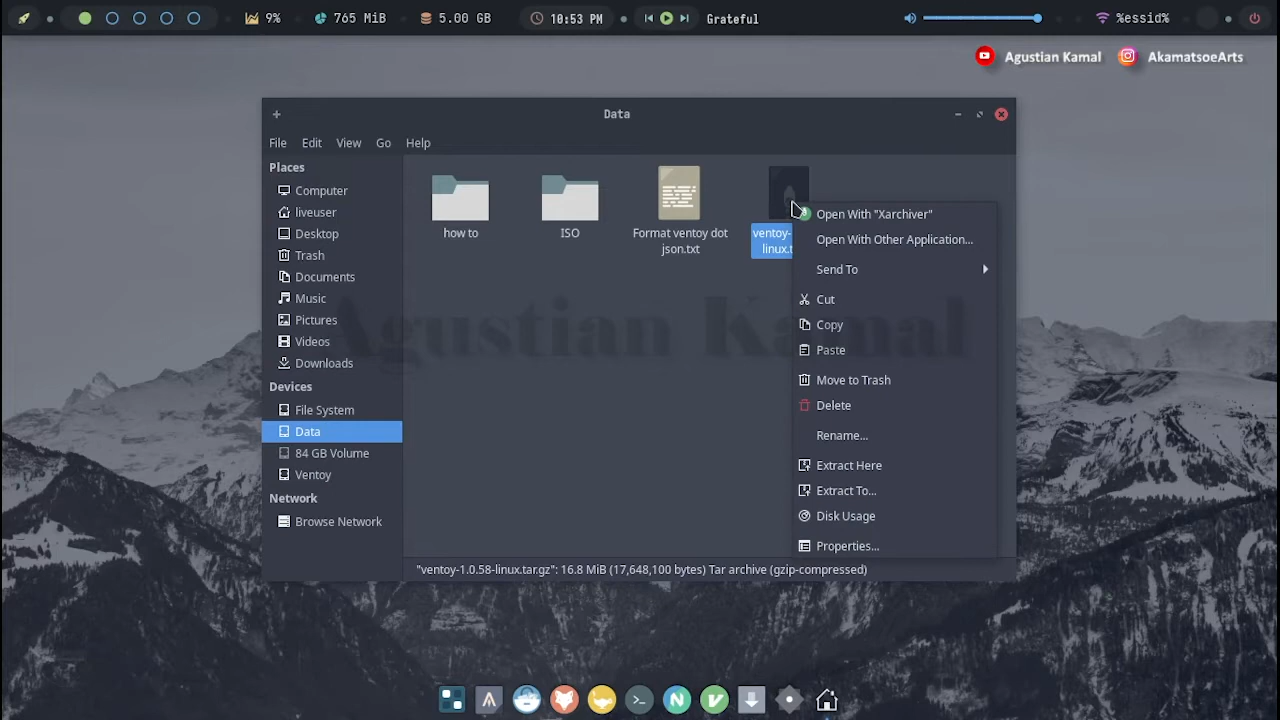 9%
765 MiB
5.00 GB
10:53 PM
Grateful
%essid%
Agustian Kamal
AkamatsoeArts
Data
File Edit View Go Help
Places
Computer
liveuser
Desktop
Trash
Documents
Music
Pictures
Videos
Downloads
Devices
File System
Data
84 GB Volume
Ventoy
Network
Browse Network
how to
ISO
Format ventoy dot
json.txt
ventoy-
linux.t
Open With "Xarchiver"
Open With Other Application...
Send To
Cut
Copy
Paste
Move to Trash
Delete
Rename...
Extract Here
Extract To...
Disk Usage
Properties...
Agustian Kamal
"ventoy-1.0.58-linux.tar.gz": 16.8 MiB (17,648,100 bytes) Tar archive (gzip-compressed)